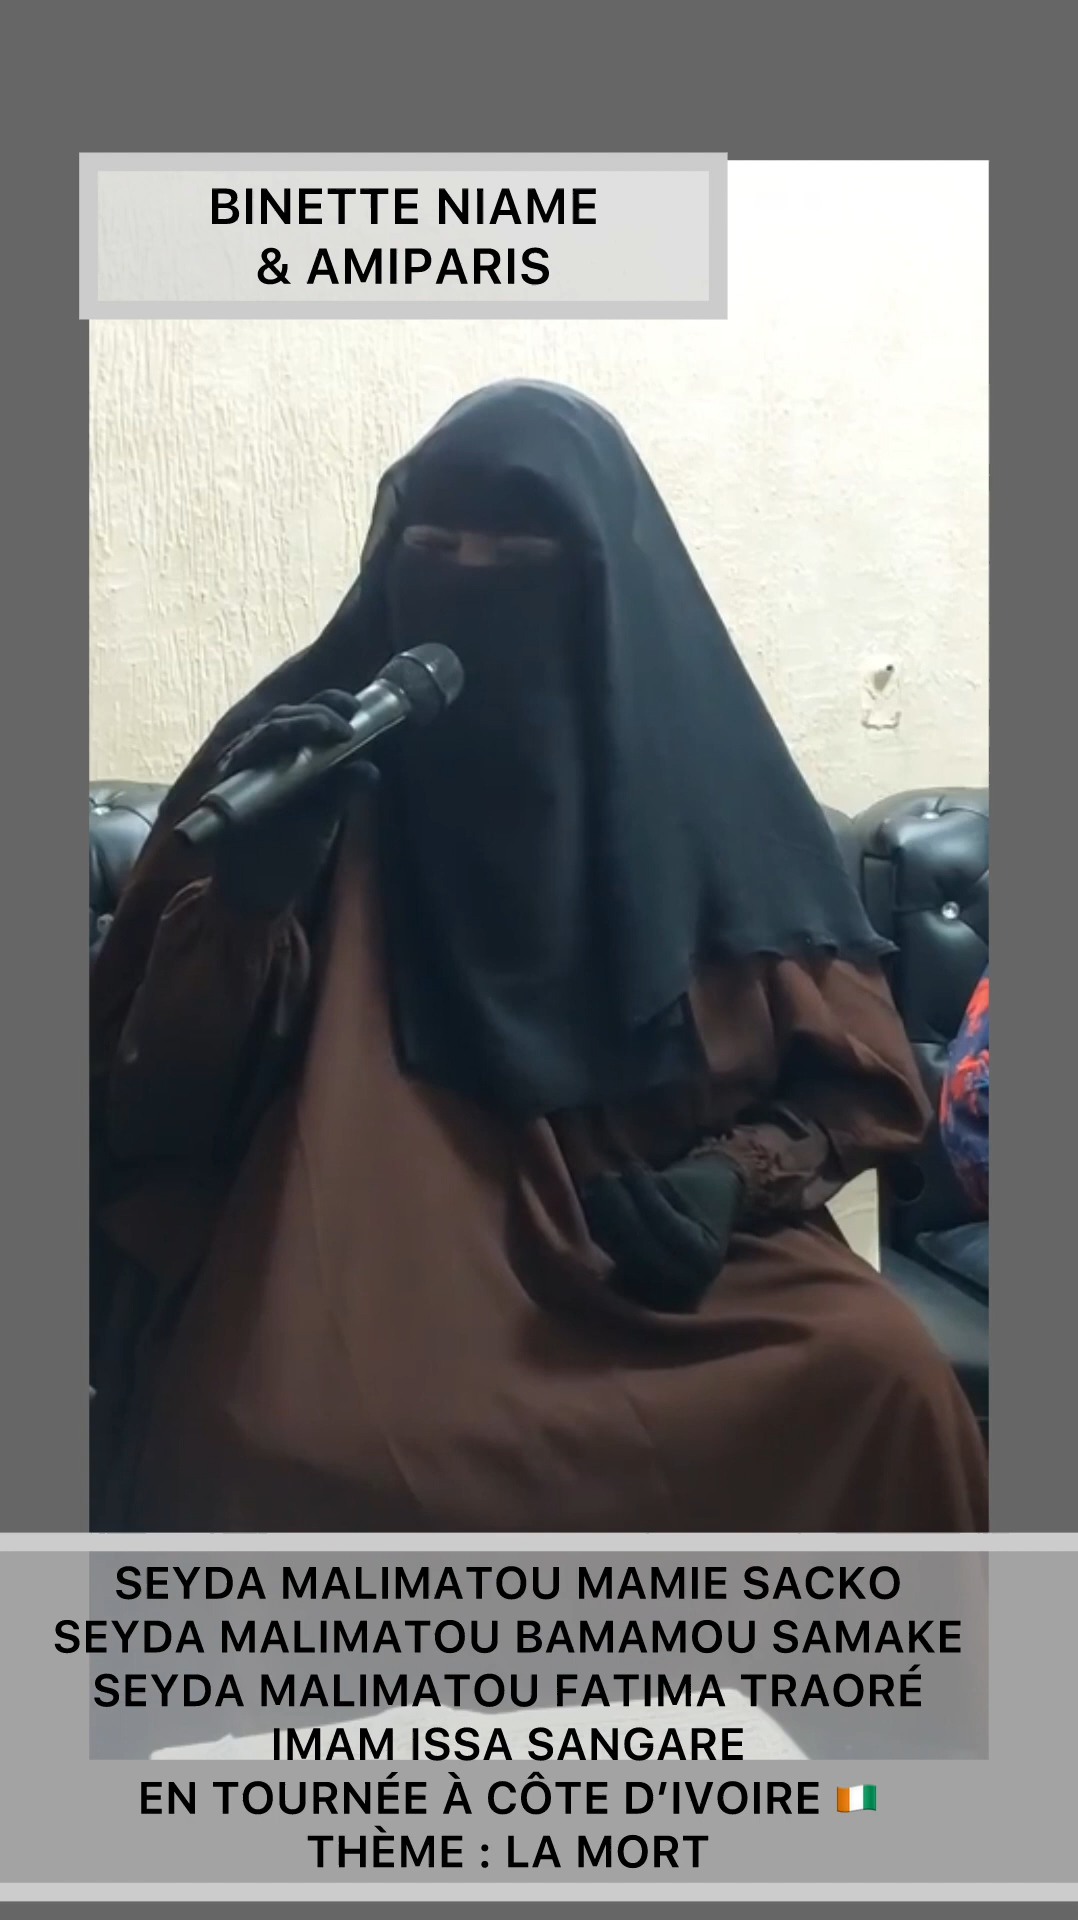 BINETTE NIAME
& AMIPARIS
SEYDA MALIMATOU MAMIE SACKO
SEYDA MALIMATOU BAMAMOU SAMAKE
SEYDA MALIMATOU FATIMA TRAORÉ
IMAM ISSA SANGARE
EN TOURNÉE À CÔTE D’IVOIRE 🇨🇮
THÈME : LA MORT